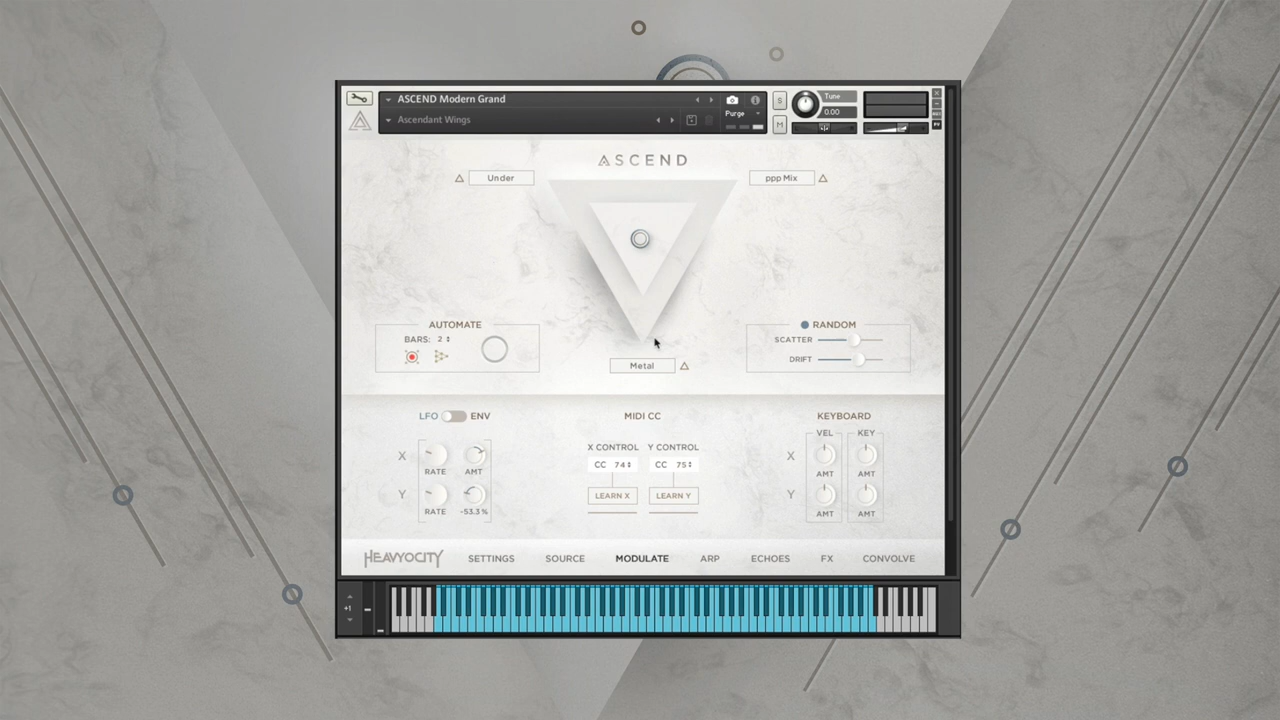 ASCEND Modern Grand
Ascendant Wings
Purge
S
M
Tune
0.00
ASCEND
Under
ppp Mix
Metal
AUTOMATE
BARS: 2
RANDOM
SCATTER
DRIFT
LFO ENV
X
RATE AMT
Y
RATE -53.3 %
MIDI CC
X CONTROL Y CONTROL
CC 74 CC 75
LEARN X LEARN Y
KEYBOARD
VEL KEY
X
AMT AMT
Y
AMT AMT
HEAVYOCITY SETTINGS SOURCE MODULATE ARP ECHOES FX CONVOLVE
+1